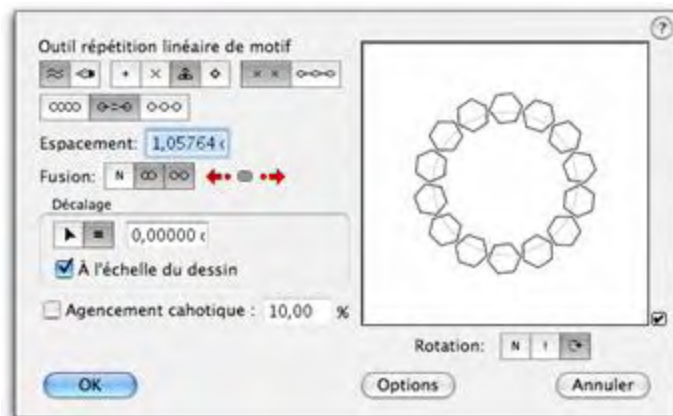 ?
Outil répétition linéaire de motif
Espacement: 1,05764 c
Fusion: N
Décalage
0,00000 c
À l'échelle du dessin
Agencement cahotique : 10,00 %
Rotation: N !
OK
Options
Annuler